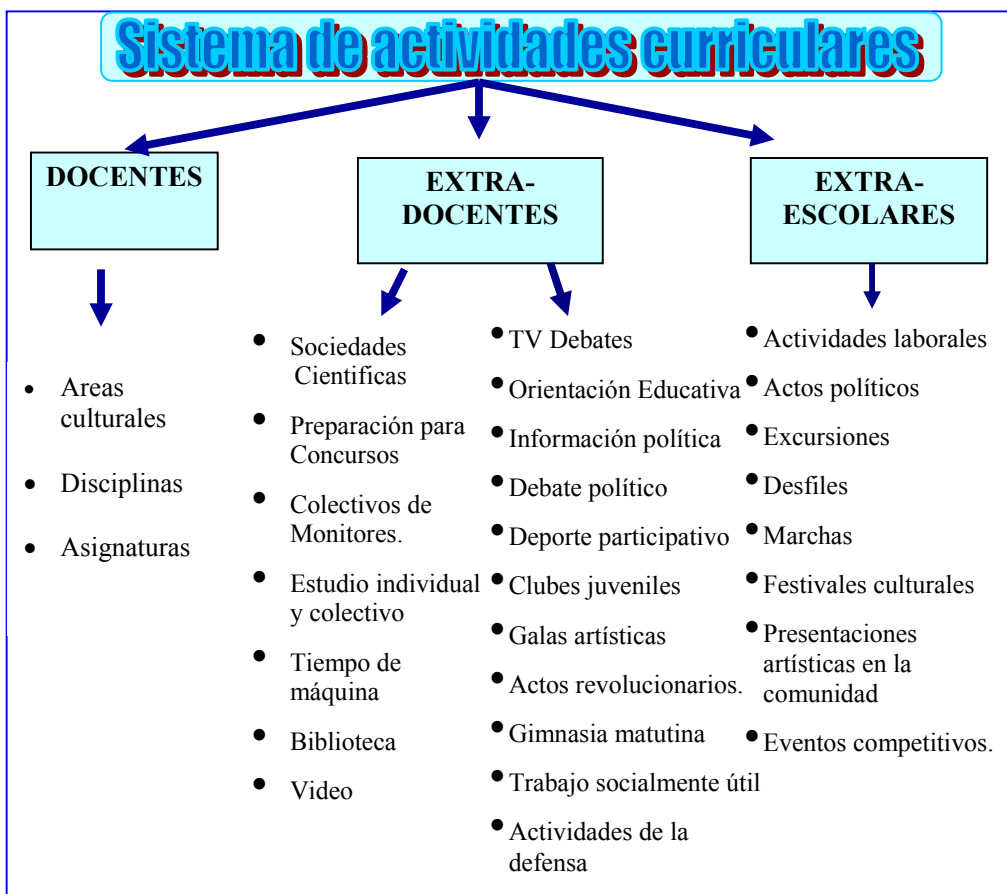 Sistema de actividades curriculares
DOCENTES
EXTRA-
DOCENTES
EXTRA-
ESCOLARES
• Areas
culturales
• Disciplinas
• Asignaturas
• Sociedades
Cientificas
• Preparación para
Concursos
• Colectivos de
Monitores.
• Estudio individual
y colectivo
• Tiempo de
máquina
• Biblioteca
• Video
• TV Debates
• Orientación Educativa
• Información política
• Debate político
• Deporte participativo
• Clubes juveniles
• Galas artísticas
• Actos revolucionarios.
• Gimnasia matutina
• Trabajo socialmente útil
• Actividades de la
defensa
• Actividades laborales
• Actos políticos
• Excursiones
• Desfiles
• Marchas
• Festivales culturales
• Presentaciones
artísticas en la
comunidad
• Eventos competitivos.